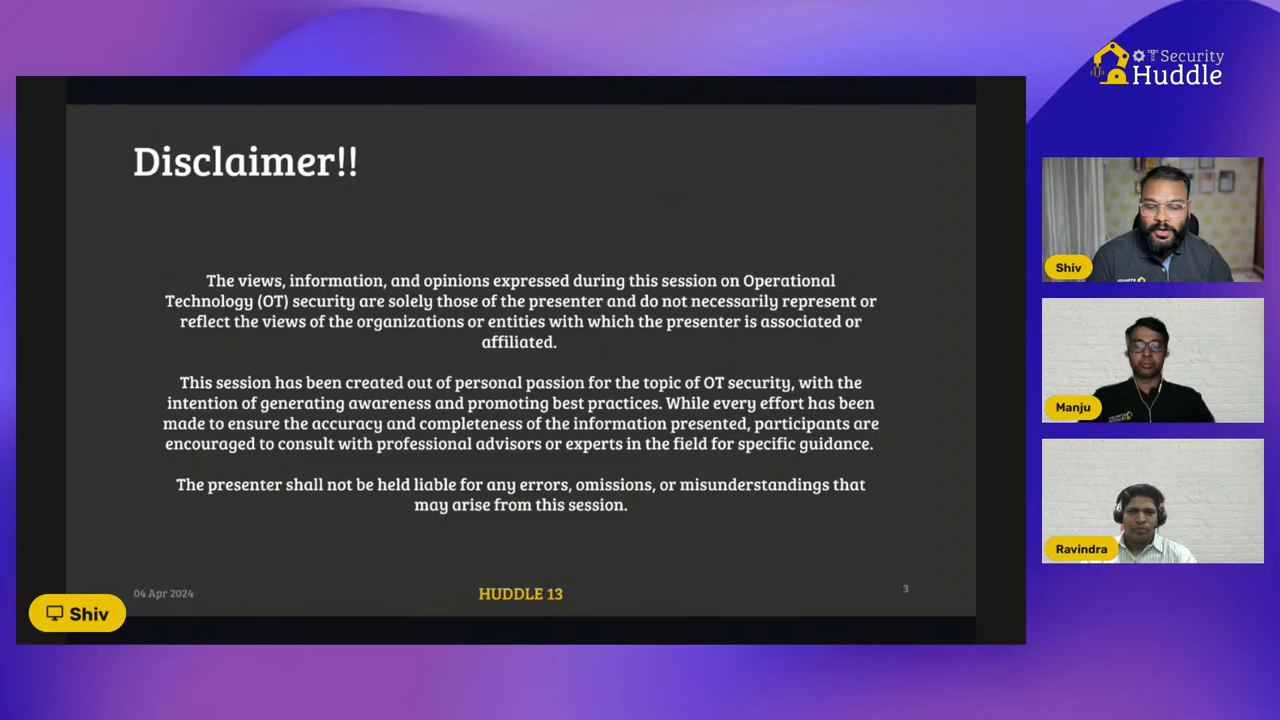 OT Security
Huddle
Disclaimer!!
The views, information, and opinions expressed during this session on Operational
Technology (OT) security are solely those of the presenter and do not necessarily represent or
reflect the views of the organizations or entities with which the presenter is associated or
affiliated.
This session has been created out of personal passion for the topic of OT security, with the
intention of generating awareness and promoting best practices. While every effort has been
made to ensure the accuracy and completeness of the information presented, participants are
encouraged to consult with professional advisors or experts in the field for specific guidance.
The presenter shall not be held liable for any errors, omissions, or misunderstandings that
may arise from this session.
04 Apr 2024
HUDDLE 13
3
Shiv
Shiv
Manju
Ravindra